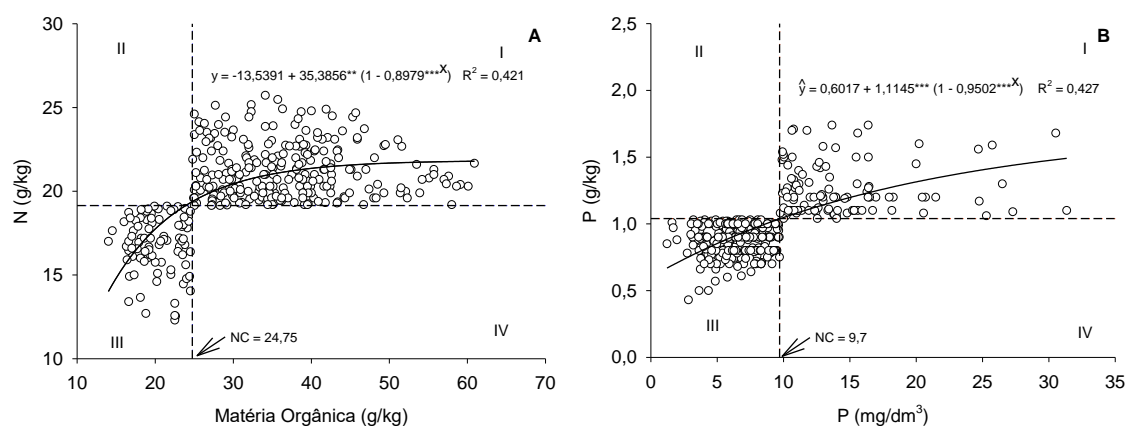 30
25
20
15
10
N (g/kg)
II
A
I
y = -13,5391 + 35,3856** (1 - 0,8979***^X) R² = 0,421
III
IV
NC = 24,75
10 20 30 40 50 60 70
Matéria Orgânica (g/kg)
2,5
2,0
1,5
1,0
0,5
0,0
P (g/kg)
II
B
I
ŷ = 0,6017 + 1,1145*** (1 - 0,9502***^X) R² = 0,427
III
IV
NC = 9,7
0 5 10 15 20 25 30 35
P (mg/dm³)